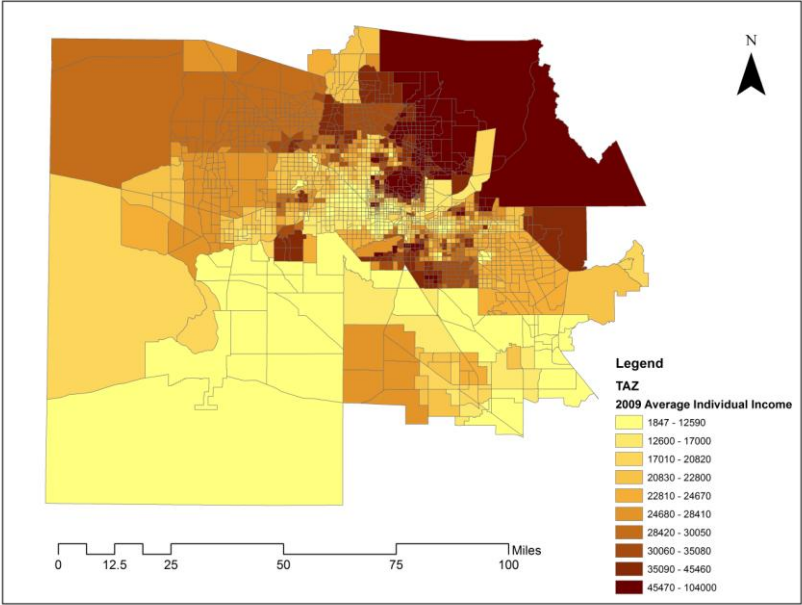 N
Legend
TAZ
2009 Average Individual Income
1847 - 12590
12600 - 17000
17010 - 20820
20830 - 22800
22810 - 24670
24680 - 28410
28420 - 30050
30060 - 35080
35090 - 45460
45470 - 104000
Miles
0 12.5 25 50 75 100